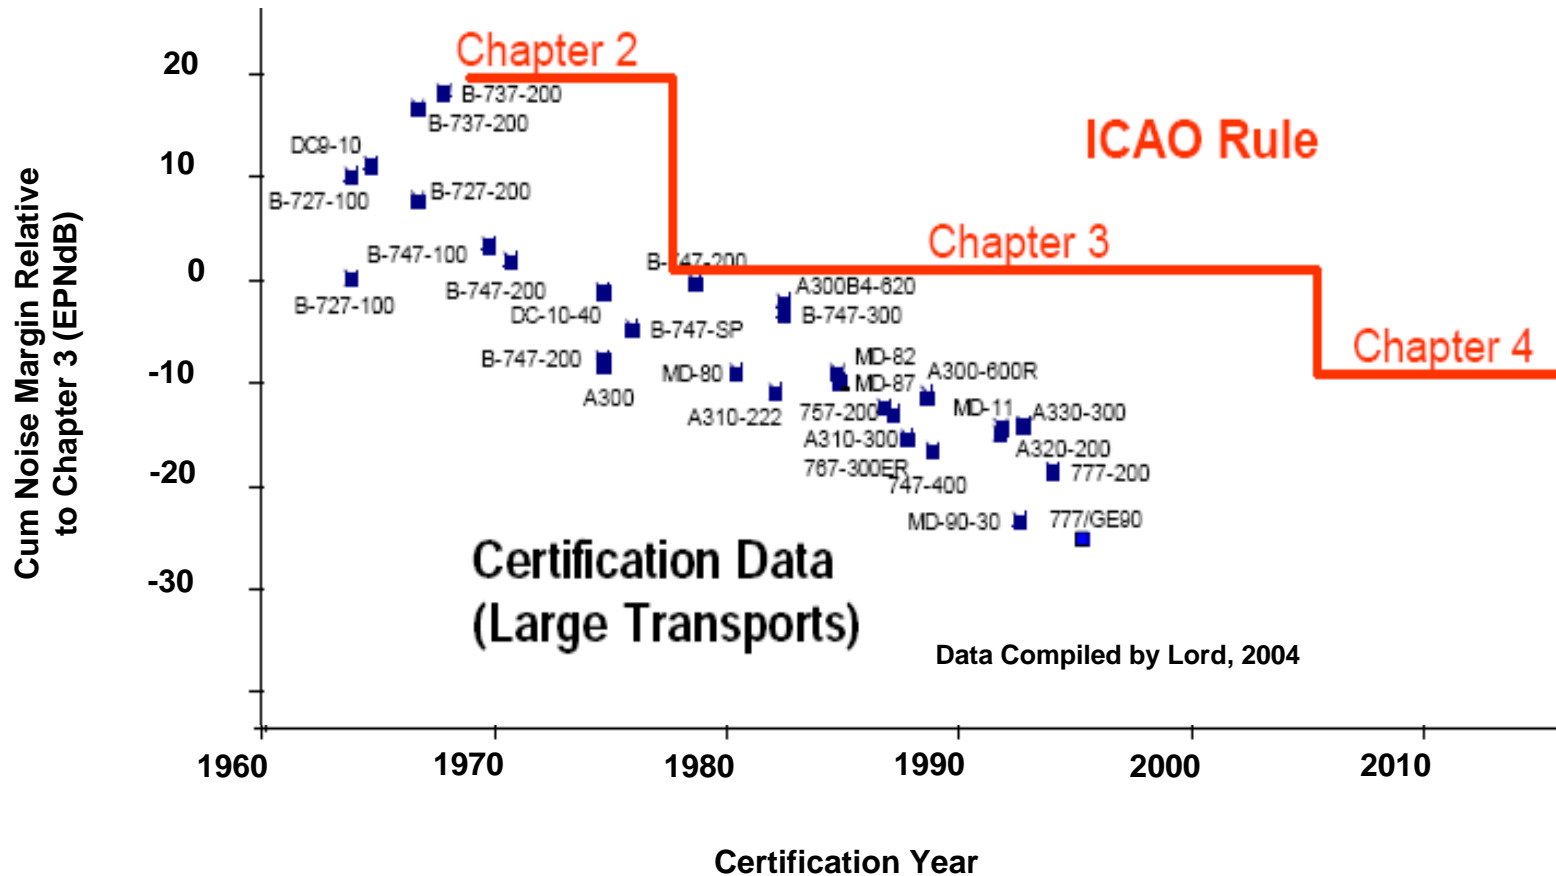 20
Chapter 2
B-737-200
B-737-200
ICAO Rule
DC9-10
10
B-727-200
B-727-100
Chapter 3
B-747-100
B-747-200
0
A300B4-620
B-747-200
B-727-100
DC-10-40
B-747-300
B-747-SP
Chapter 4
B-747-200
MD-82
-10
MD-80
A300-600R
MD-87
A300
MD-11
A330-300
A310-222
757-200
A310-300
A320-200
-20
767-300ER
777-200
747-400
MD-90-30
777/GE90
Certification Data
(Large Transports)
-30
Data Compiled by Lord, 2004
Cum Noise Margin Relative
to Chapter 3 (EPNdB)
1960
1970
1980
1990
2000
2010
Certification Year